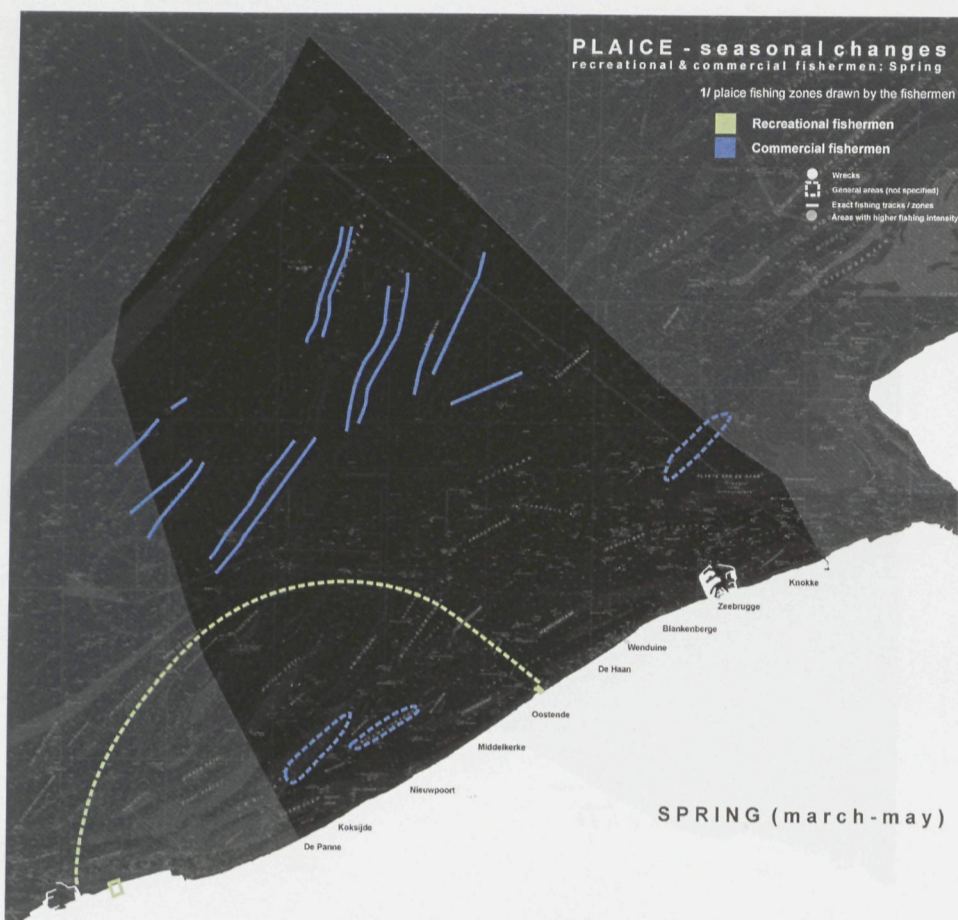 PLAICE - seasonal changes
recreational & commercial fishermen; Spring
1/ plaice fishing zones drawn by the fishermen
Recreational fishermen
Commercial fishermen
Wrecks
General areas (not specified)
Exact fishing tracks / zones
Areas with higher fishing intensity
Knokke
Zeebrugge
Blankenberge
Wenduine
De Haan
Oostende
Middelkerke
Nieuwpoort
Koksijde
De Panne
SPRING (march-may)